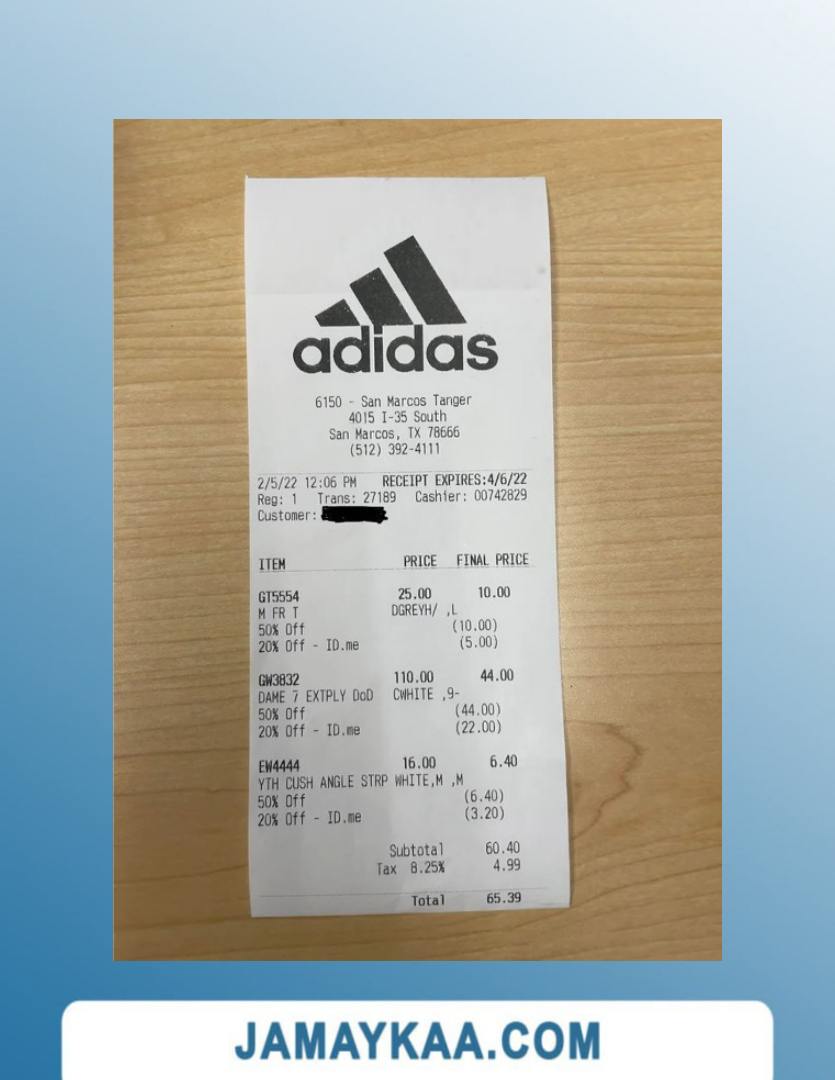 adidas
6150 - San Marcos Tanger
4015 I-35 South
San Marcos, TX 78666
(512) 392-4111
2/5/22 12:06 PM RECEIPT EXPIRES:4/6/22
Reg: 1 Trans: 27189 Cashier: 00742829
Customer:
ITEM PRICE FINAL PRICE
GT5554 25.00 10.00
M FR T DGREYH/ ,L
50% Off (10.00)
20% Off - ID.me (5.00)
GW3832 110.00 44.00
DAME 7 EXTPLY DoD CWHITE ,9-
50% Off (44.00)
20% Off - ID.me (22.00)
EW4444 16.00 6.40
YTH CUSH ANGLE STRP WHITE,M ,M
50% Off (6.40)
20% Off - ID.me (3.20)
Subtotal 60.40
Tax 8.25% 4.99
Total 65.39
JAMAYKAA.COM